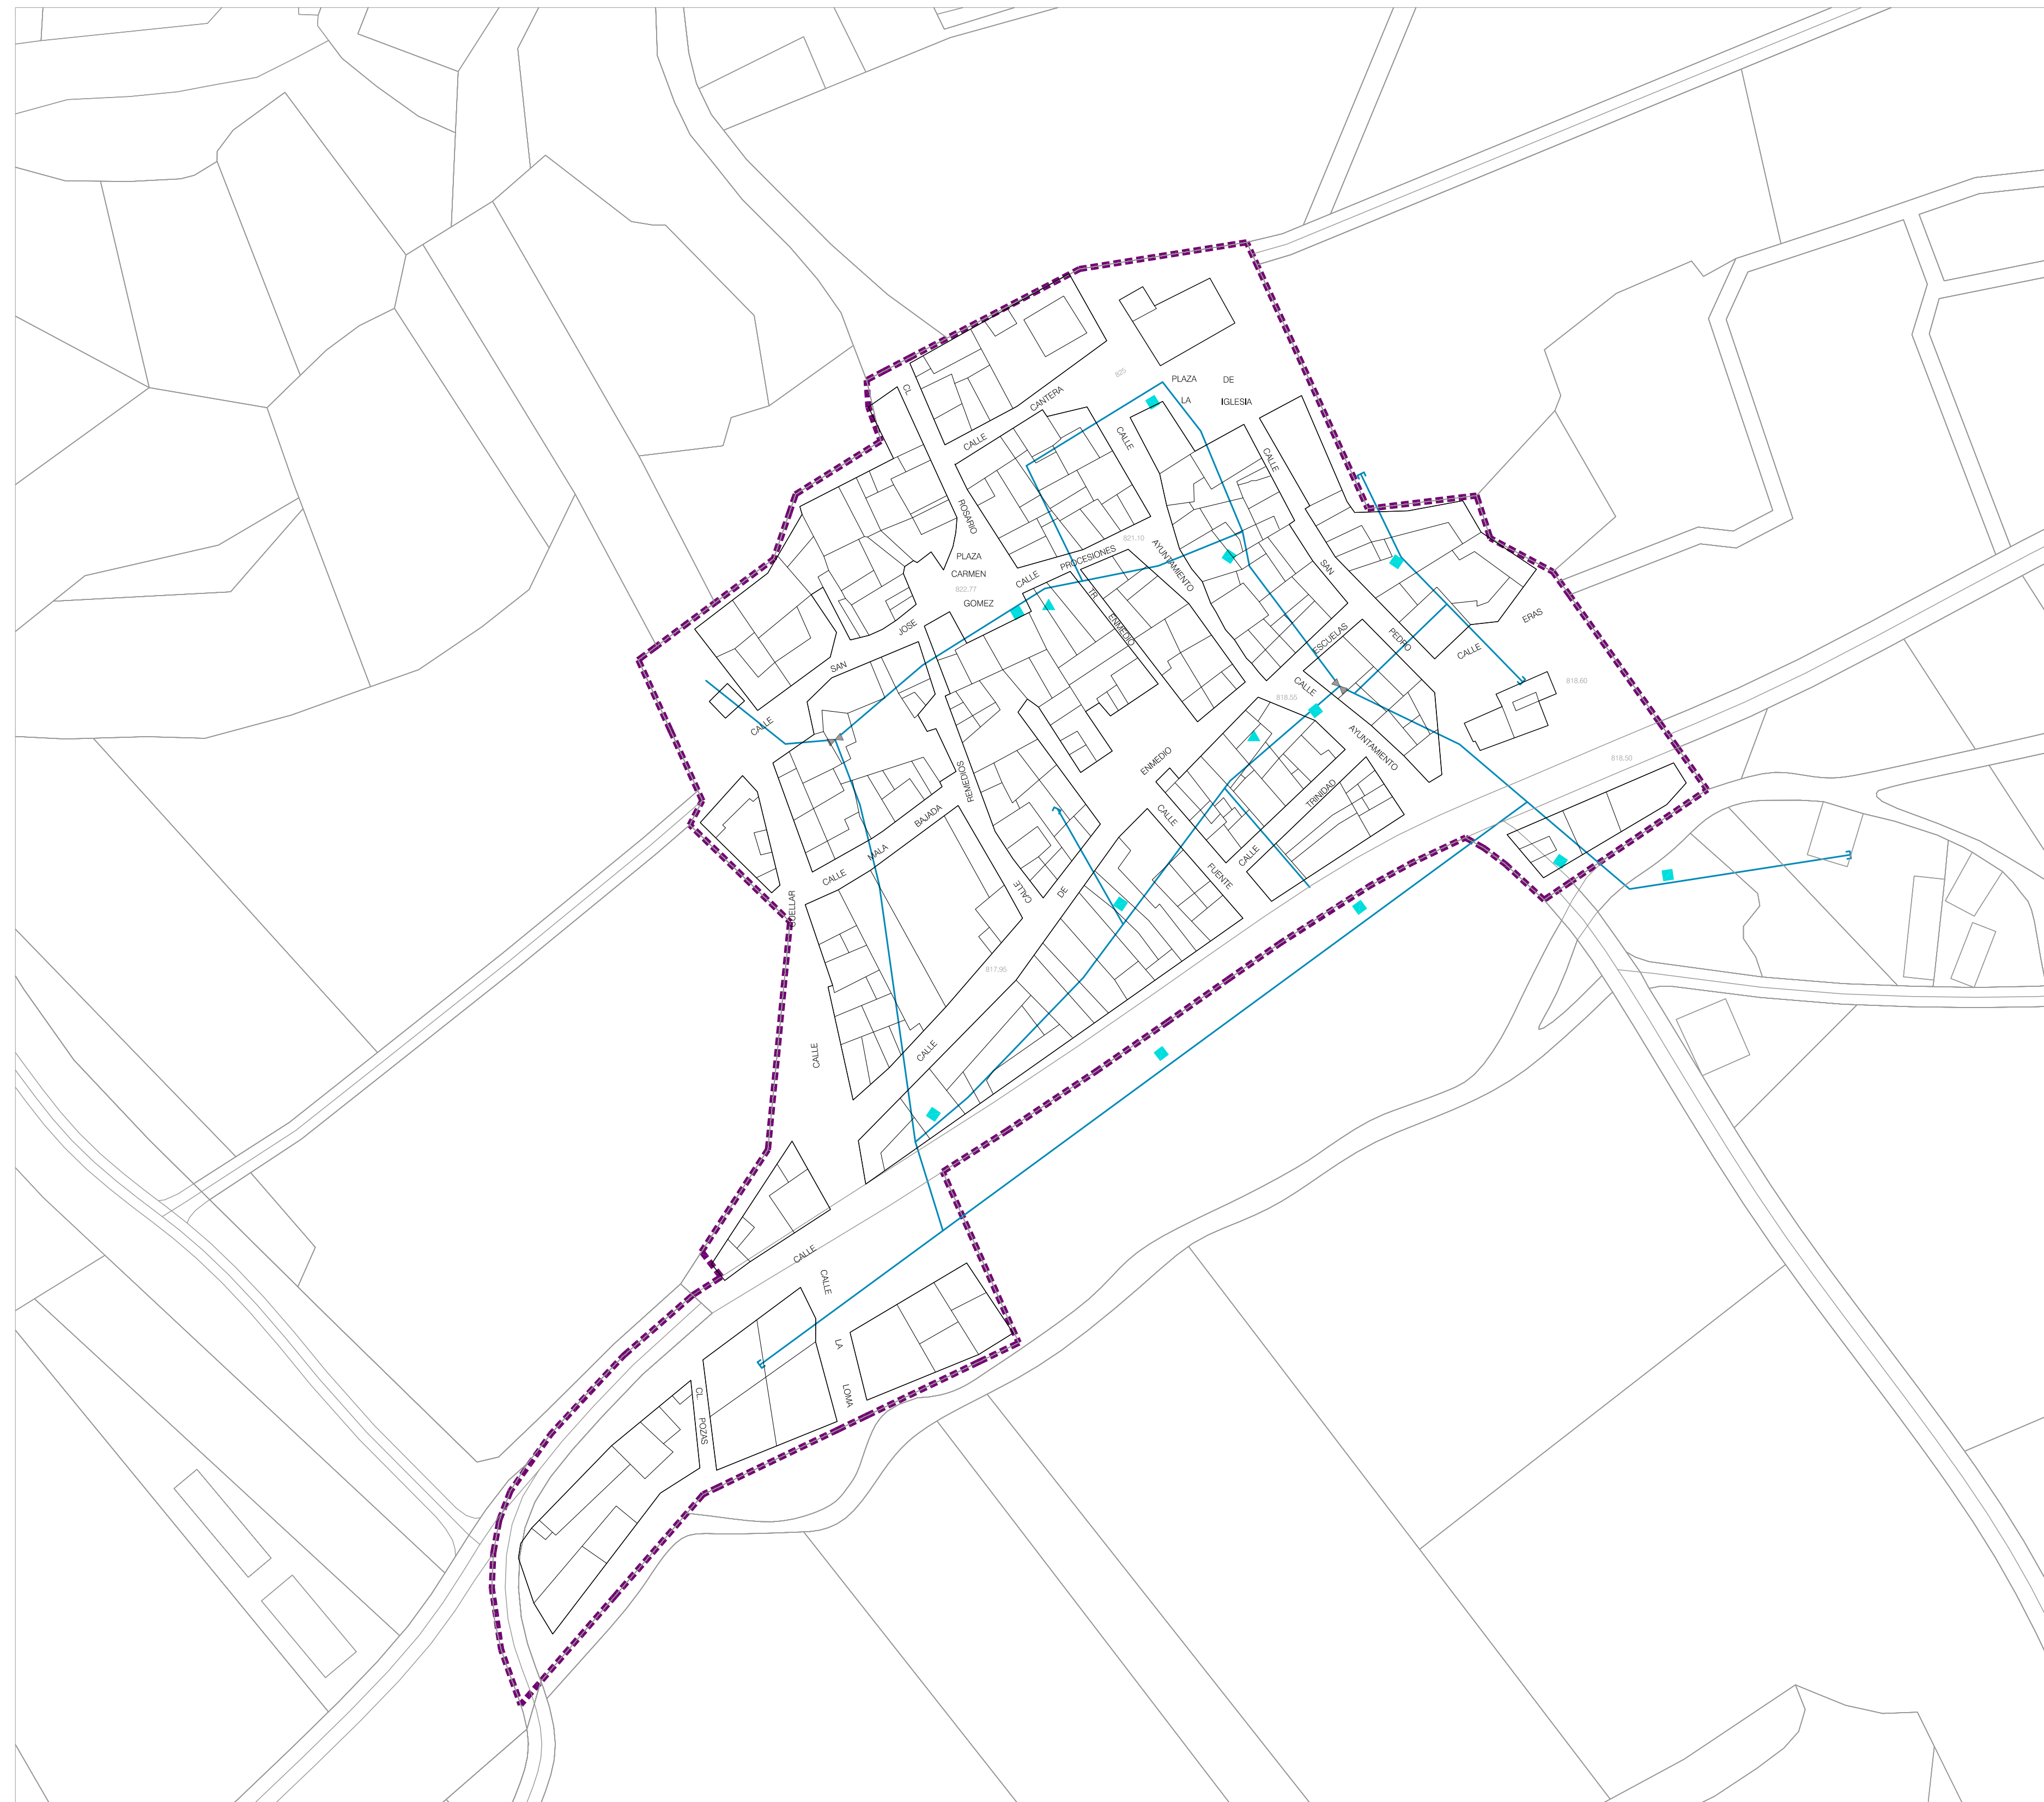 825
PLAZA DE
LA IGLESIA
CL.
CANTERA
CALLE
CALLE
CALLE
ROSARIO
821.10
PLAZA
CARMEN
822.77
GOMEZ
CALLE PROCESIONES
AYUNTAMIENTO
SAN
TR. ENMEDIO
JOSE
SAN
CALLE
ESCUELAS
PEDRO
CALLE ERAS
818.60
CALLE
818.55
AYUNTAMIENTO
818,50
ENMEDIO
REMEDIOS
BAJADA
MALA
CALLE
TRINIDAD
CALLE
CALLE
FUENTE
CALLE
DE
CUELLAR
817,95
CALLE
CALLE
CALLE
CALLE
LA
LOMA
CL.
POZAS